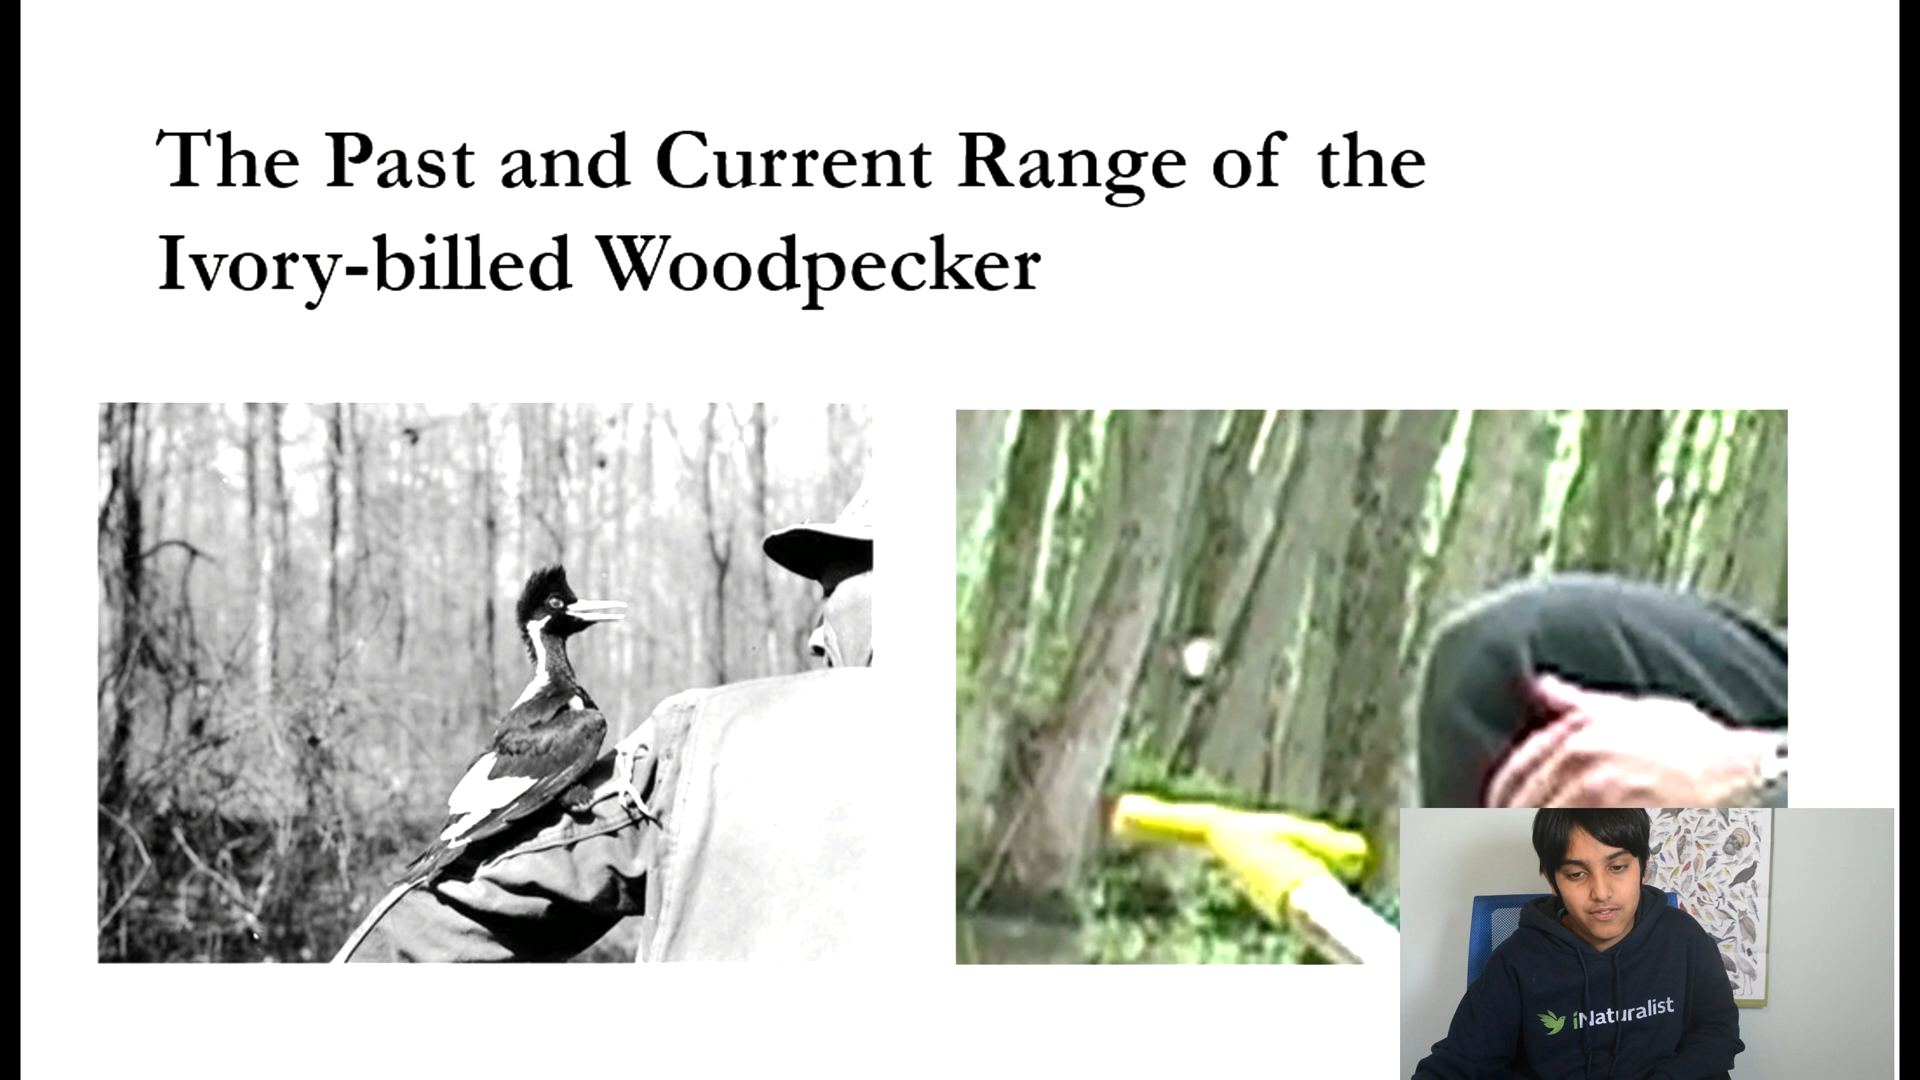 The Past and Current Range of the
Ivory-billed Woodpecker
iNaturalist